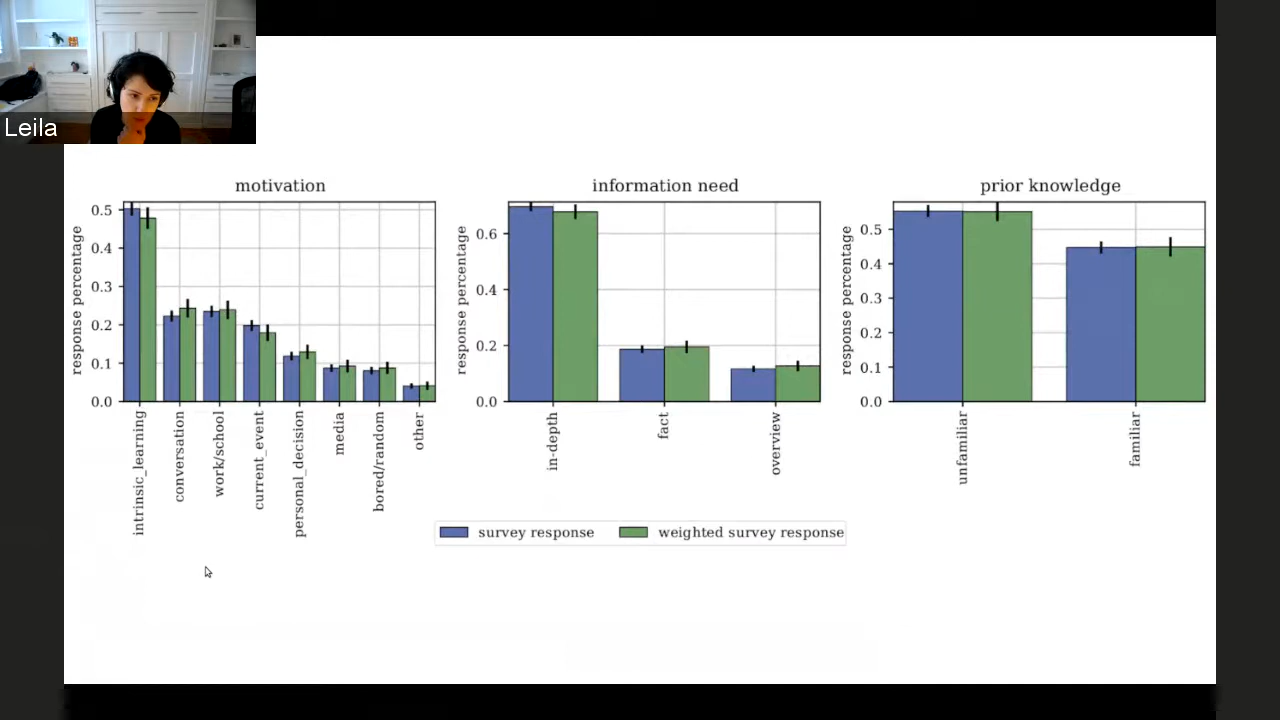 Leila
motivation
response percentage
0.5
0.4
0.3
0.2
0.1
0.0
intrinsic_learning
conversation
work/school
current_event
personal_decision
media
bored/random
other
information need
response percentage
0.6
0.4
0.2
0.0
in-depth
fact
overview
prior knowledge
response percentage
0.5
0.4
0.3
0.2
0.1
0.0
unfamiliar
familiar
survey response
weighted survey response